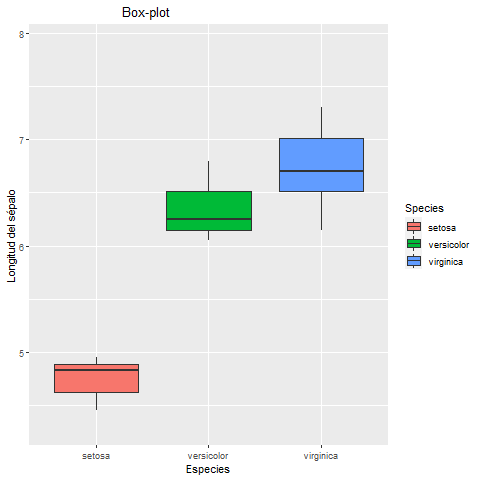 Box-plot
8
7
6
5
Longitud del sépalo
setosa
versicolor
virginica
Especies
Species
setosa
versicolor
virginica